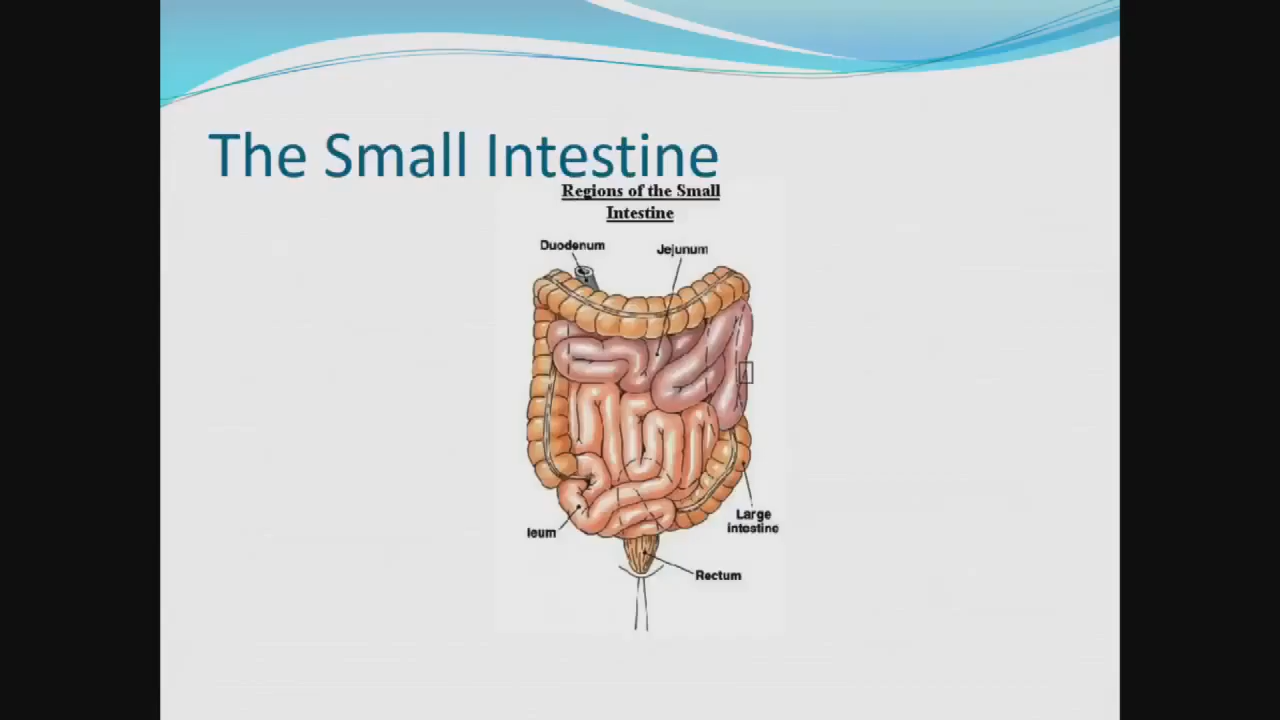 The Small Intestine
Regions of the Small
Intestine
Duodenum
Jejunum
Ieum
Large
intestine
Rectum